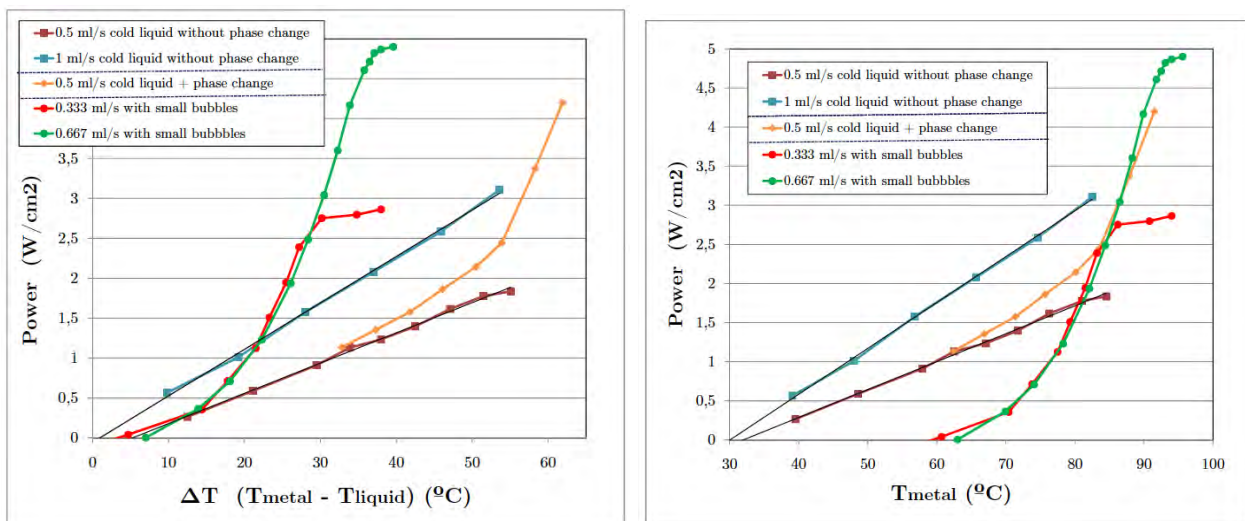 0.5 ml/s cold liquid without phase change
1 ml/s cold liquid without phase change
0.5 ml/s cold liquid + phase change
0.333 ml/s with small bubbles
0.667 ml/s with small bubbbles
3,5
3
2,5
2
1,5
1
0,5
0
Power (W/cm2)
0 10 20 30 40 50 60
ΔT (Tmetal - Tliquid) (ºC)
5
4,5
4
3,5
3
2,5
2
1,5
1
0,5
0
Power (W/cm2)
0.5 ml/s cold liquid without phase change
1 ml/s cold liquid without phase change
0.5 ml/s cold liquid + phase change
0.333 ml/s with small bubbles
0.667 ml/s with small bubbbles
30 40 50 60 70 80 90 100
Tmetal (ºC)